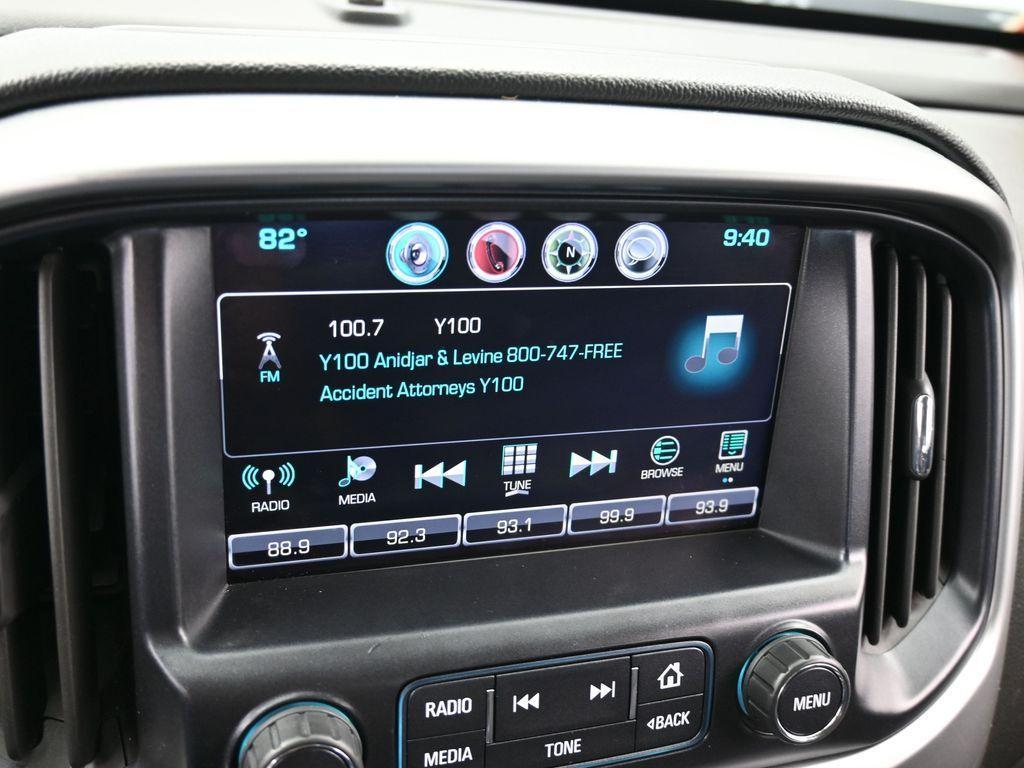 82° N 9:40
100.7 Y100
Y100 Anidjar & Levine 800-747-FREE
FM
Accident Attorneys Y100
RADIO MEDIA TUNE BROWSE MENU
88.9 92.3 93.1 99.9 93.9
RADIO MENU
BACK
MEDIA TONE